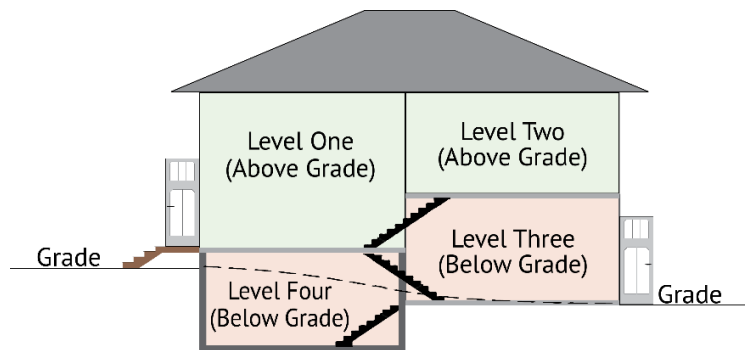 Level One
(Above Grade)
Level Two
(Above Grade)
Level Three
(Below Grade)
Grade
Level Four
(Below Grade)
Grade